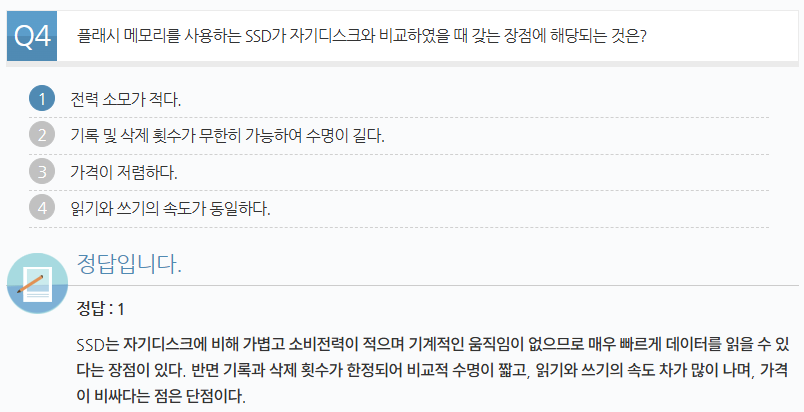 Q4 플래시 메모리를 사용하는 SSD가 자기디스크와 비교하였을 때 갖는 장점에 해당되는 것은?
1 전력 소모가 적다.
2 기록 및 삭제 횟수가 무한히 가능하여 수명이 길다.
3 가격이 저렴하다.
4 읽기와 쓰기의 속도가 동일하다.
정답입니다.
정답 : 1
SSD는 자기디스크에 비해 가볍고 소비전력이 적으며 기계적인 움직임이 없으므로 매우 빠르게 데이터를 읽을 수 있
다는 장점이 있다. 반면 기록과 삭제 횟수가 한정되어 비교적 수명이 짧고, 읽기와 쓰기의 속도 차가 많이 나며, 가격
이 비싸다는 점은 단점이다.